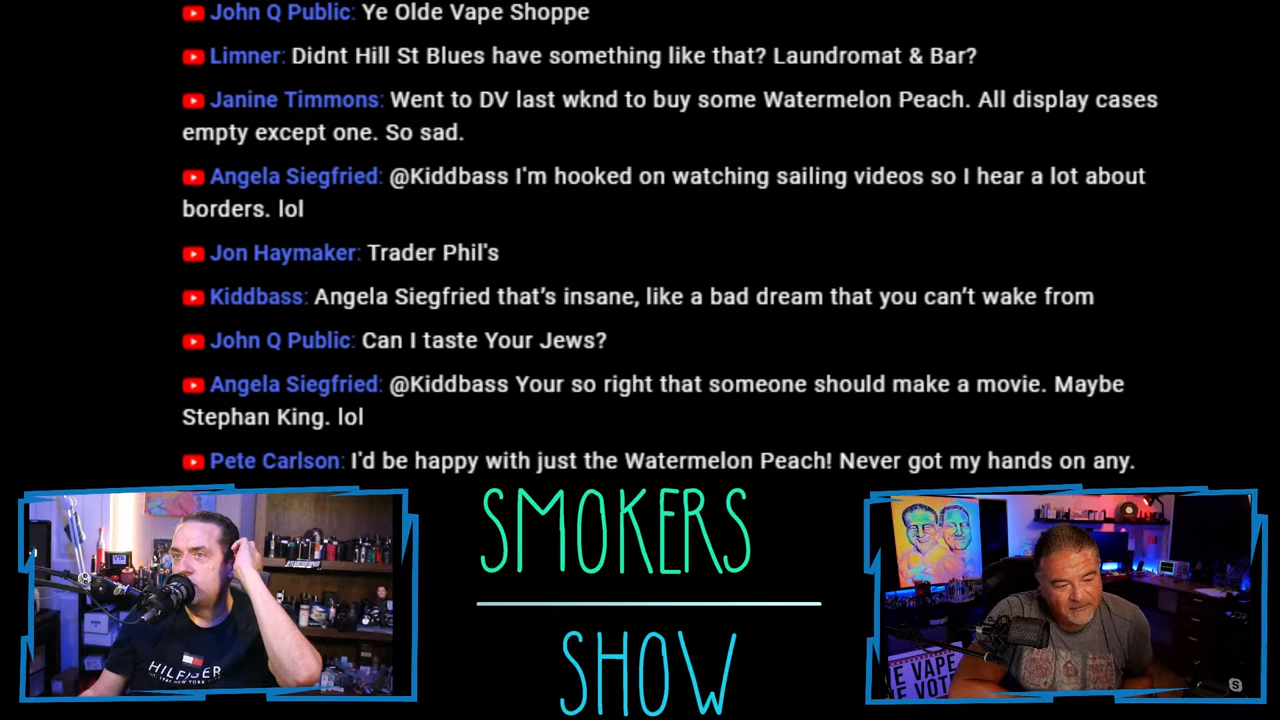 John Q Public: Ye Olde Vape Shoppe
Limner: Didnt Hill St Blues have something like that? Laundromat & Bar?
Janine Timmons: Went to DV last wknd to buy some Watermelon Peach. All display cases
empty except one. So sad.
Angela Siegfried: @Kiddbass I'm hooked on watching sailing videos so I hear a lot about
borders. lol
Jon Haymaker: Trader Phil's
Kiddbass: Angela Siegfried that’s insane, like a bad dream that you can’t wake from
John Q Public: Can I taste Your Jews?
Angela Siegfried: @Kiddbass Your so right that someone should make a movie. Maybe
Stephan King. lol
Pete Carlson: I'd be happy with just the Watermelon Peach! Never got my hands on any.
SMOKERS
SHOW
HILFIGER
VAPE
VOTE